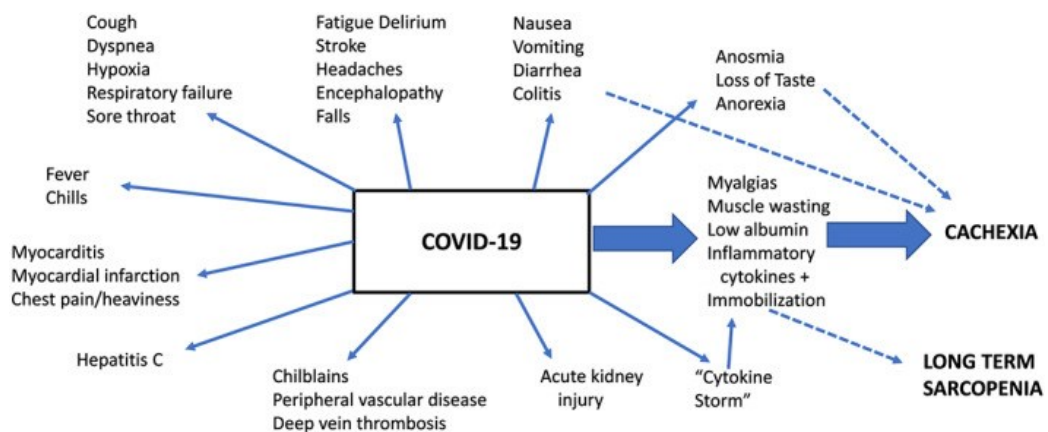 Cough
Dyspnea
Hypoxia
Respiratory failure
Sore throat
Fatigue Delirium
Stroke
Headaches
Encephalopathy
Falls
Nausea
Vomiting
Diarrhea
Colitis
Anosmia
Loss of Taste
Anorexia
Fever
Chills
COVID-19
Myalgias
Muscle wasting
Low albumin
Inflammatory
cytokines +
Immobilization
CACHEXIA
Myocarditis
Myocardial infarction
Chest pain/heaviness
Hepatitis C
Chilblains
Peripheral vascular disease
Deep vein thrombosis
Acute kidney
injury
"Cytokine
Storm"
LONG TERM
SARCOPENIA